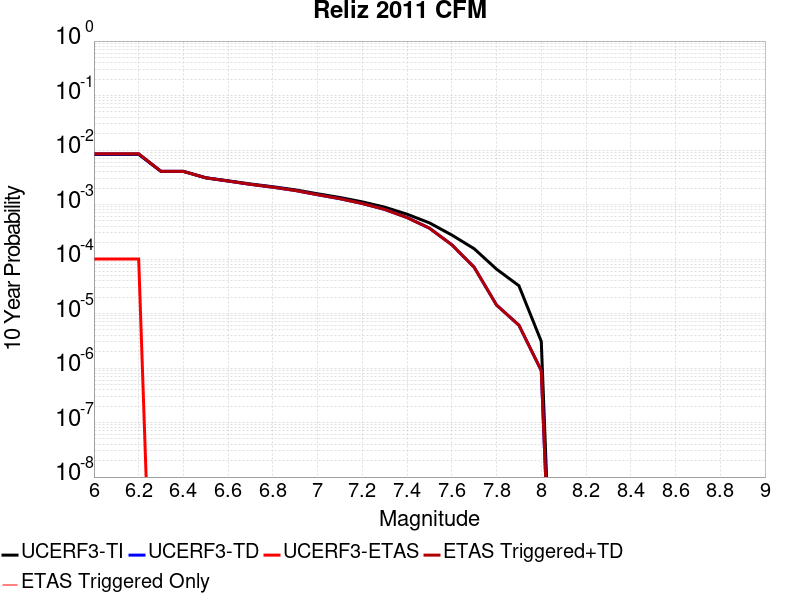 Reliz 2011 CFM
10 Year Probability
10^0
10^-1
10^-2
10^-3
10^-4
10^-5
10^-6
10^-7
10^-8
6 6.2 6.4 6.6 6.8 7 7.2 7.4 7.6 7.8 8 8.2 8.4 8.6 8.8 9
Magnitude
UCERF3-TI UCERF3-TD UCERF3-ETAS ETAS Triggered+TD
ETAS Triggered Only